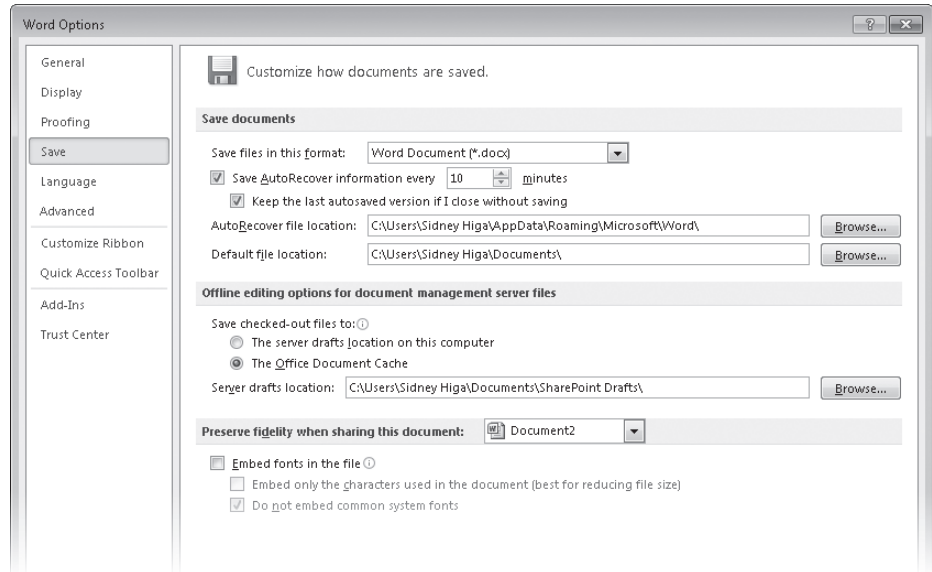 Word Options
General
Display
Proofing
Save
Language
Advanced
Customize Ribbon
Quick Access Toolbar
Add-Ins
Trust Center
Customize how documents are saved.
Save documents
Save files in this format: Word Document (*.docx)
Save AutoRecover information every 10 minutes
Keep the last autosaved version if I close without saving
AutoRecover file location: C:\Users\Sidney Higa\AppData\Roaming\Microsoft\Word\ Browse...
Default file location: C:\Users\Sidney Higa\Documents\ Browse...
Offline editing options for document management server files
Save checked-out files to:
The server drafts location on this computer
The Office Document Cache
Server drafts location: C:\Users\Sidney Higa\Documents\SharePoint Drafts\ Browse...
Preserve fidelity when sharing this document: Document2
Embed fonts in the file
Embed only the characters used in the document (best for reducing file size)
Do not embed common system fonts